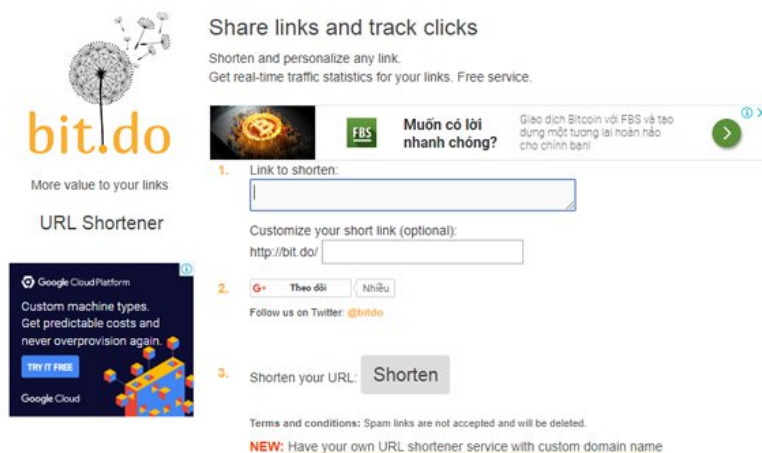 Share links and track clicks
Shorten and personalize any link.
Get real-time traffic statistics for your links. Free service.
bit.do
More value to your links
URL Shortener
FBS
Muốn có lời
nhanh chóng?
Giao dịch Bitcoin với FBS và tạo
dựng một tương lai hoàn hảo
cho chính bạn!
1. Link to shorten:
Customize your short link (optional):
http://bit.do/
2. G+ Theo dõi Nhiều
Follow us on Twitter: @bitdo
3. Shorten your URL: Shorten
Terms and conditions: Spam links are not accepted and will be deleted.
NEW: Have your own URL shortener service with custom domain name
Google Cloud Platform
Custom machine types.
Get predictable costs and
never overprovision again.
TRY IT FREE
Google Cloud